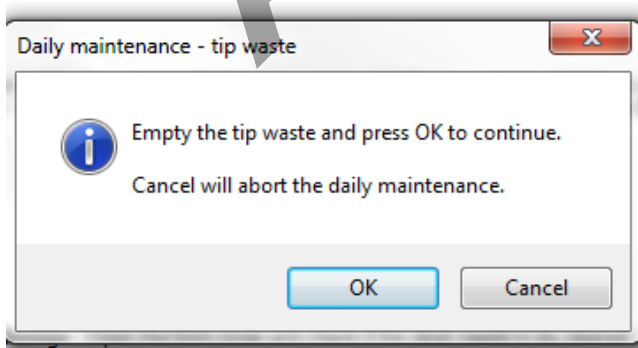 Daily maintenance - tip waste
Empty the tip waste and press OK to continue.
Cancel will abort the daily maintenance.
OK
Cancel